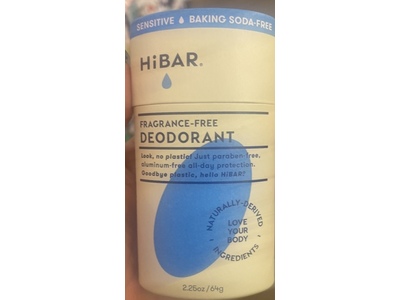 SENSITIVE BAKING SODA-FREE
HiBAR.
FRAGRANCE-FREE
DEODORANT
Look, no plastic! Just paraben-free,
aluminum-free all-day protection.
Goodbye plastic, hello HiBAR!
NATURALLY-DERIVED
LOVE
YOUR
BODY
INGREDIENTS
2.25oz/64g